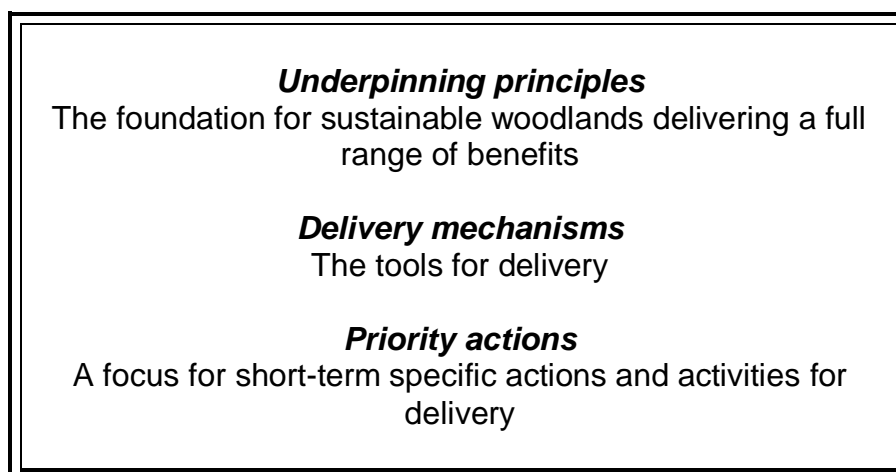 Underpinning principles
The foundation for sustainable woodlands delivering a full
range of benefits
Delivery mechanisms
The tools for delivery
Priority actions
A focus for short-term specific actions and activities for
delivery